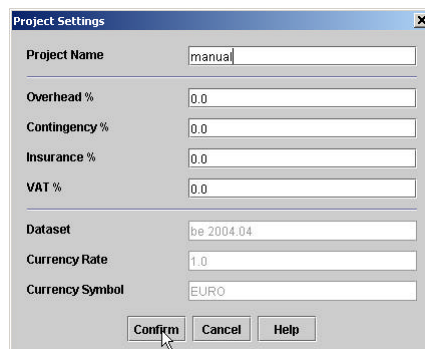 Project Settings
Project Name manual
Overhead % 0.0
Contingency % 0.0
Insurance % 0.0
VAT % 0.0
Dataset be 2004.04
Currency Rate 1.0
Currency Symbol EURO
Confirm Cancel Help